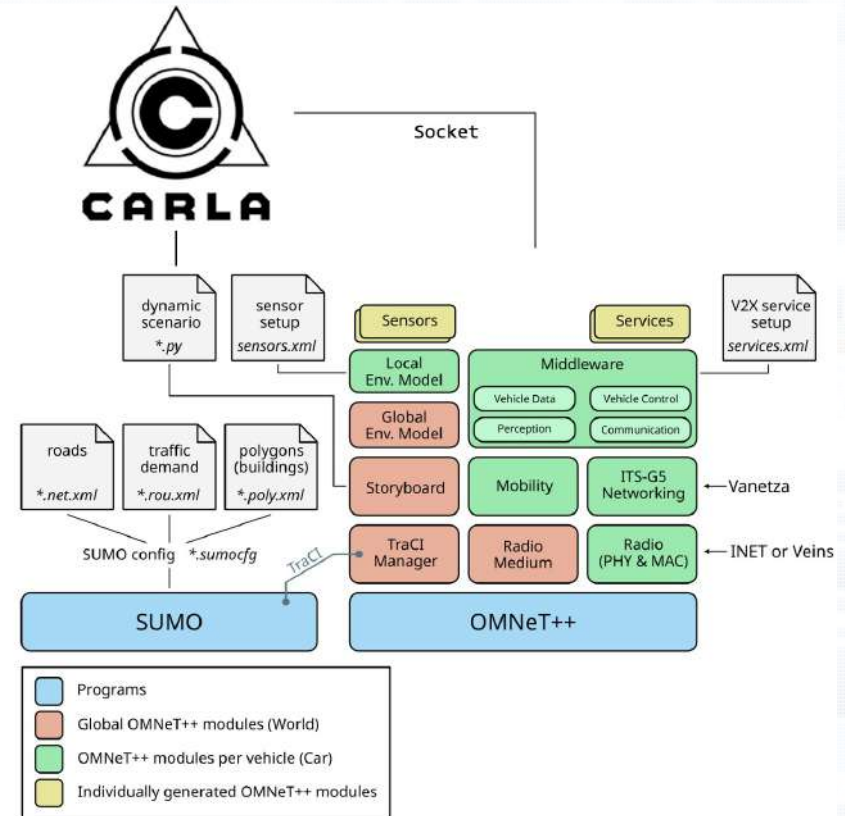 CARLA
Socket
dynamic
scenario
*.py
sensor
setup
sensors.xml
Sensors
Services
V2X service
setup
services.xml
Local
Env. Model
Middleware
Vehicle Data
Vehicle Control
Perception
Communication
Global
Env. Model
roads
*.net.xml
traffic
demand
*.rou.xml
polygons
(buildings)
*.poly.xml
Storyboard
Mobility
ITS-G5
Networking
Vanetza
SUMO config *.sumocfg
TraCI
TraCI
Manager
Radio
Medium
Radio
(PHY & MAC)
INET or Veins
SUMO
OMNeT++
Programs
Global OMNeT++ modules (World)
OMNeT++ modules per vehicle (Car)
Individually generated OMNeT++ modules